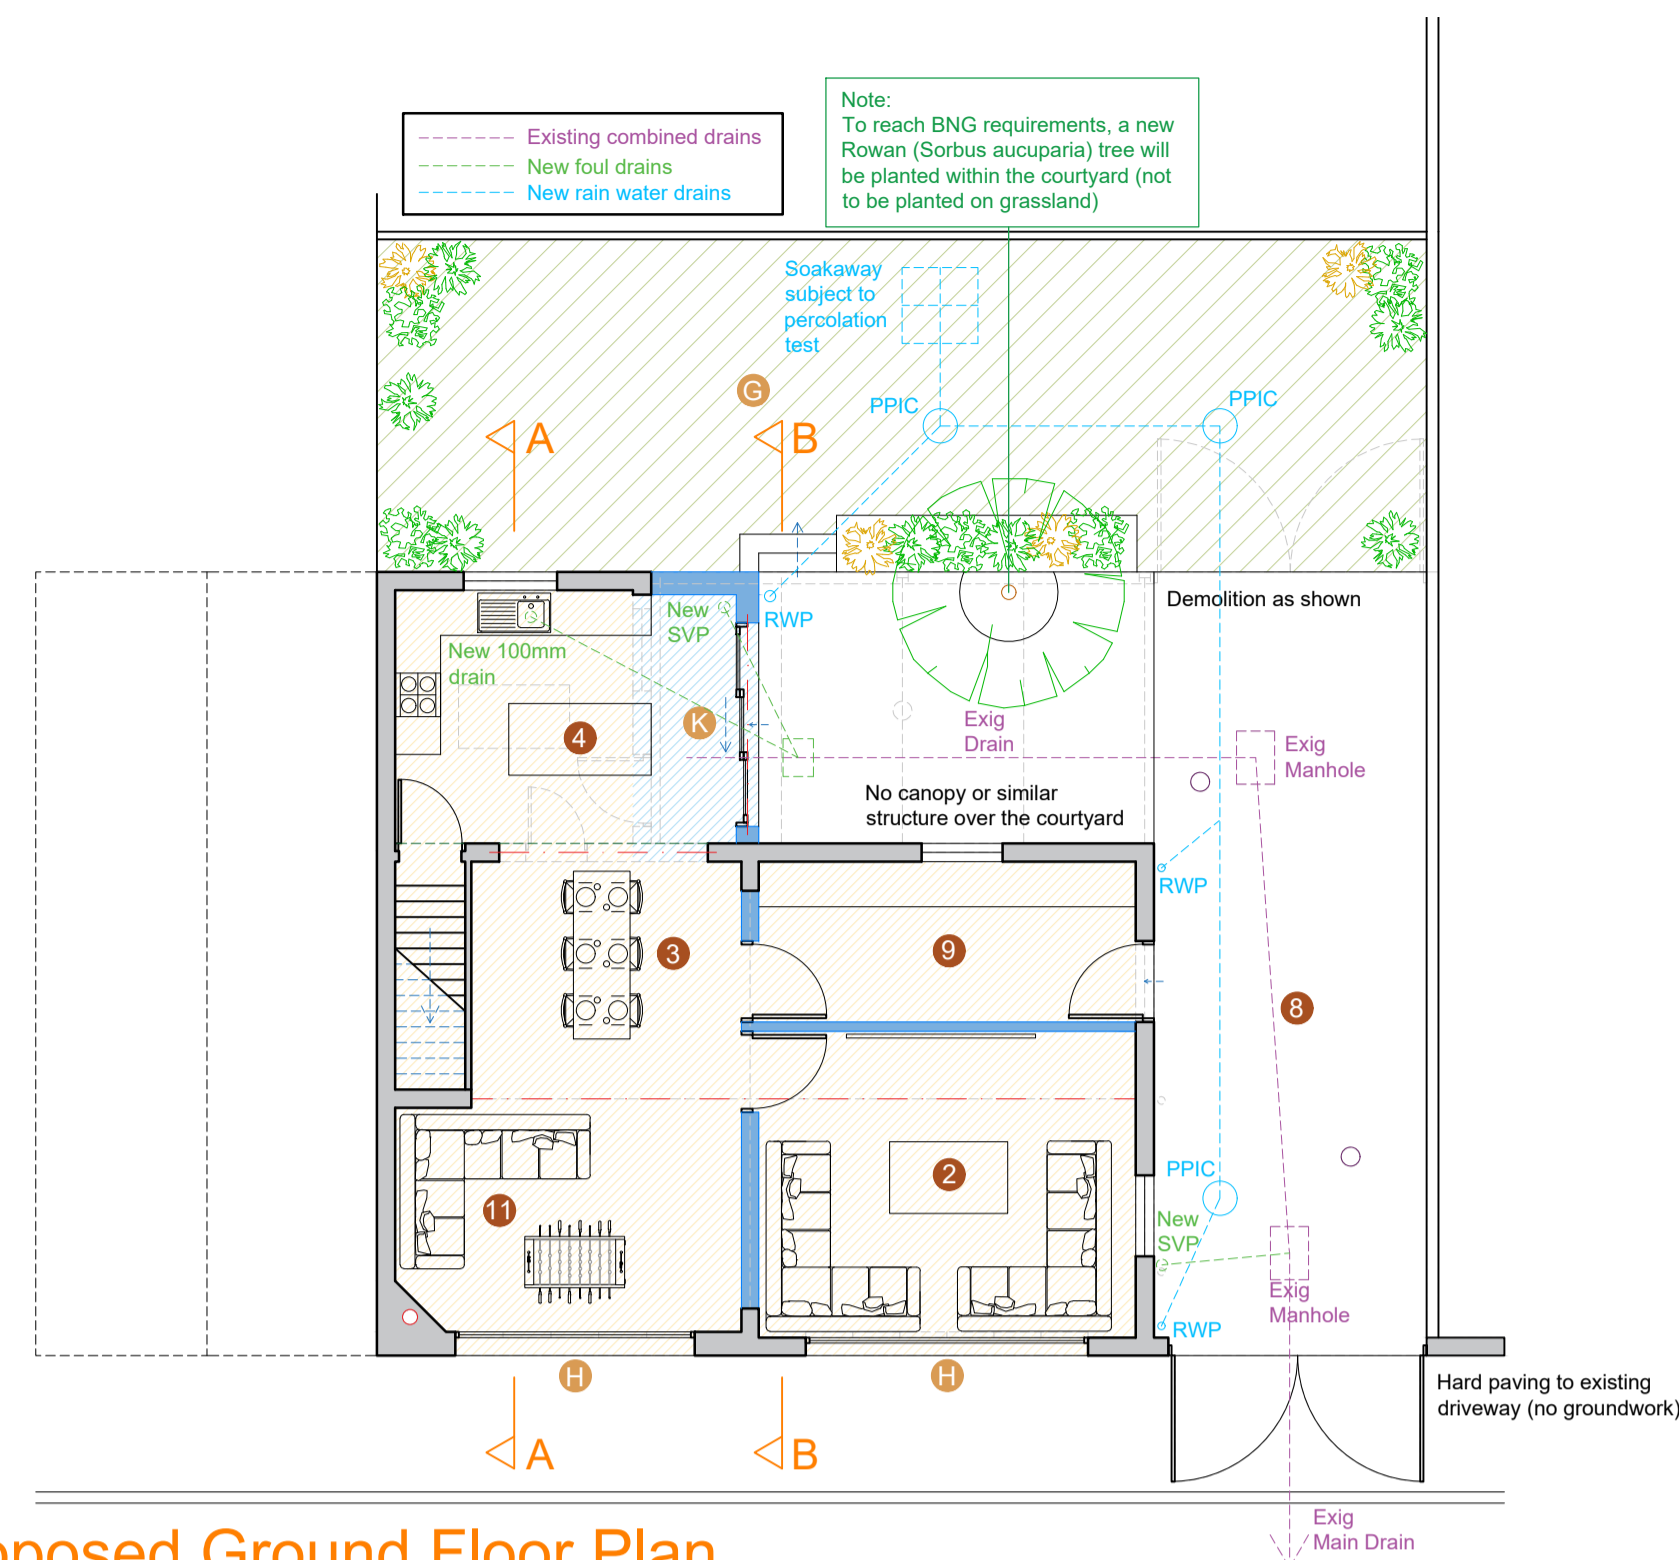 Existing combined drains
New foul drains
New rain water drains
Note:
To reach BNG requirements, a new
Rowan (Sorbus aucuparia) tree will
be planted within the courtyard (not
to be planted on grassland)
Soakaway
subject to
percolation
test
G
PPIC
PPIC
A
B
New
SVP
RWP
Demolition as shown
New 100mm
drain
K
4
Exig
Drain
Exig
Manhole
No canopy or similar
structure over the courtyard
RWP
3
9
8
PPIC
2
11
New
SVP
Exig
Manhole
RWP
H
H
Hard paving to existing
driveway (no groundwork)
A
B
Exig
Main Drain
Ground Floor Plan